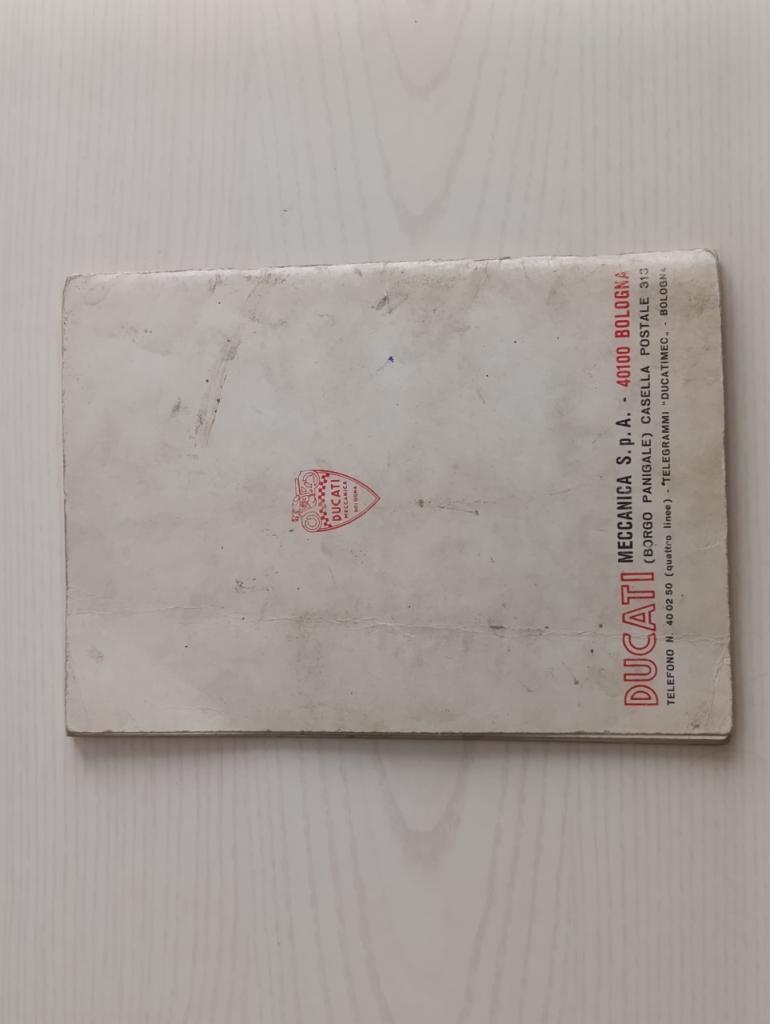 DUCATI
MECCANICA
BOLOGNA
DUCATI MECCANICA S.p.A. - 40100 BOLOGNA
(BORGO PANIGALE) CASELLA POSTALE 313
TELEFONO N. 40 02 50 (quattro linee) - TELEGRAMMI "DUCATIMEC" - BOLOGNA